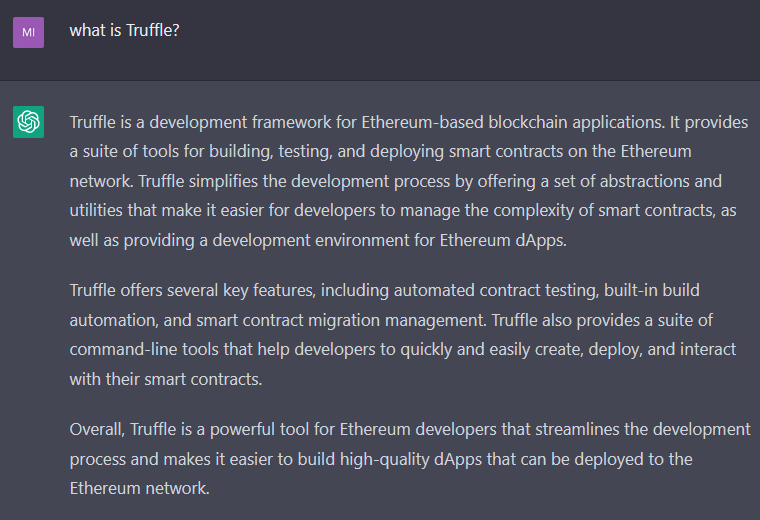 MI
what is Truffle?
Truffle is a development framework for Ethereum-based blockchain applications. It provides
a suite of tools for building, testing, and deploying smart contracts on the Ethereum
network. Truffle simplifies the development process by offering a set of abstractions and
utilities that make it easier for developers to manage the complexity of smart contracts, as
well as providing a development environment for Ethereum dApps.
Truffle offers several key features, including automated contract testing, built-in build
automation, and smart contract migration management. Truffle also provides a suite of
command-line tools that help developers to quickly and easily create, deploy, and interact
with their smart contracts.
Overall, Truffle is a powerful tool for Ethereum developers that streamlines the development
process and makes it easier to build high-quality dApps that can be deployed to the
Ethereum network.